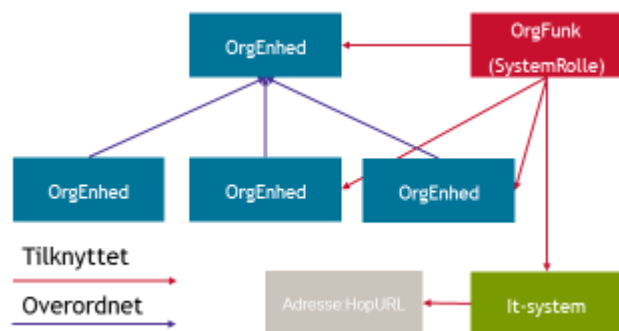 OrgEnhed
OrgFunk
(SystemRolle)
OrgEnhed
OrgEnhed
OrgEnhed
Tilknyttet
Overordnet
Adresse:HopURL
It-system